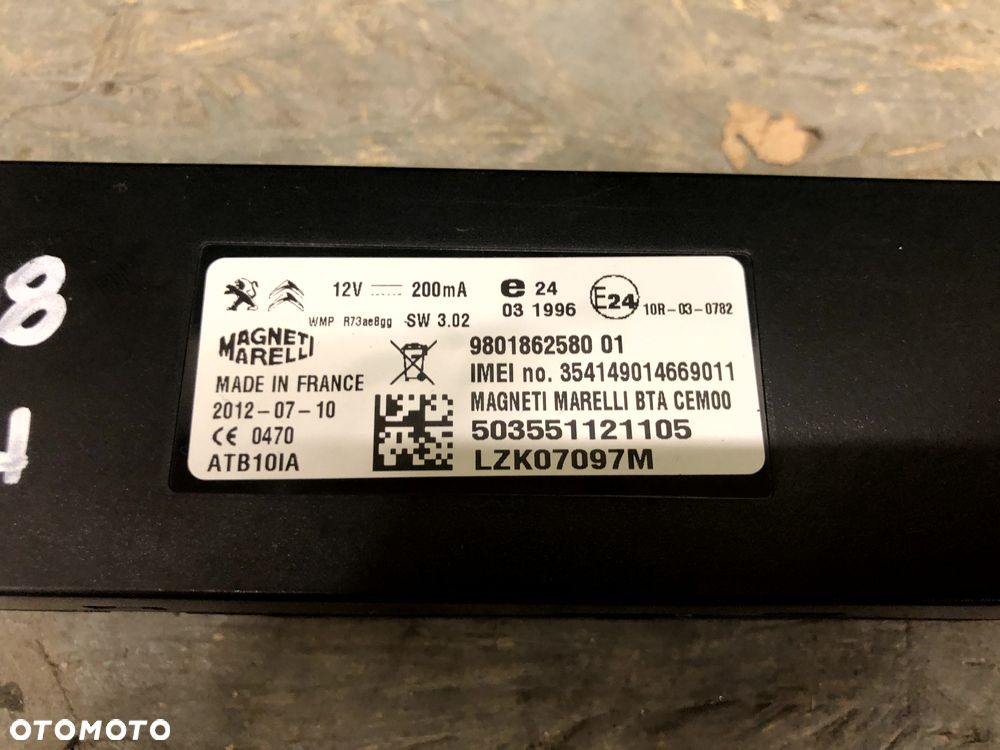 8
12V 200mA
e 24
03 1996
E24
10R-03-0782
WMP R73ae8gg SW 3.02
MAGNETI
MARELLI
MADE IN FRANCE
2012-07-10
CE 0470
ATB10IA
9801862580 01
IMEI no. 354149014669011
MAGNETI MARELLI BTA CEM00
503551121105
LZK07097M
OTOMOTO